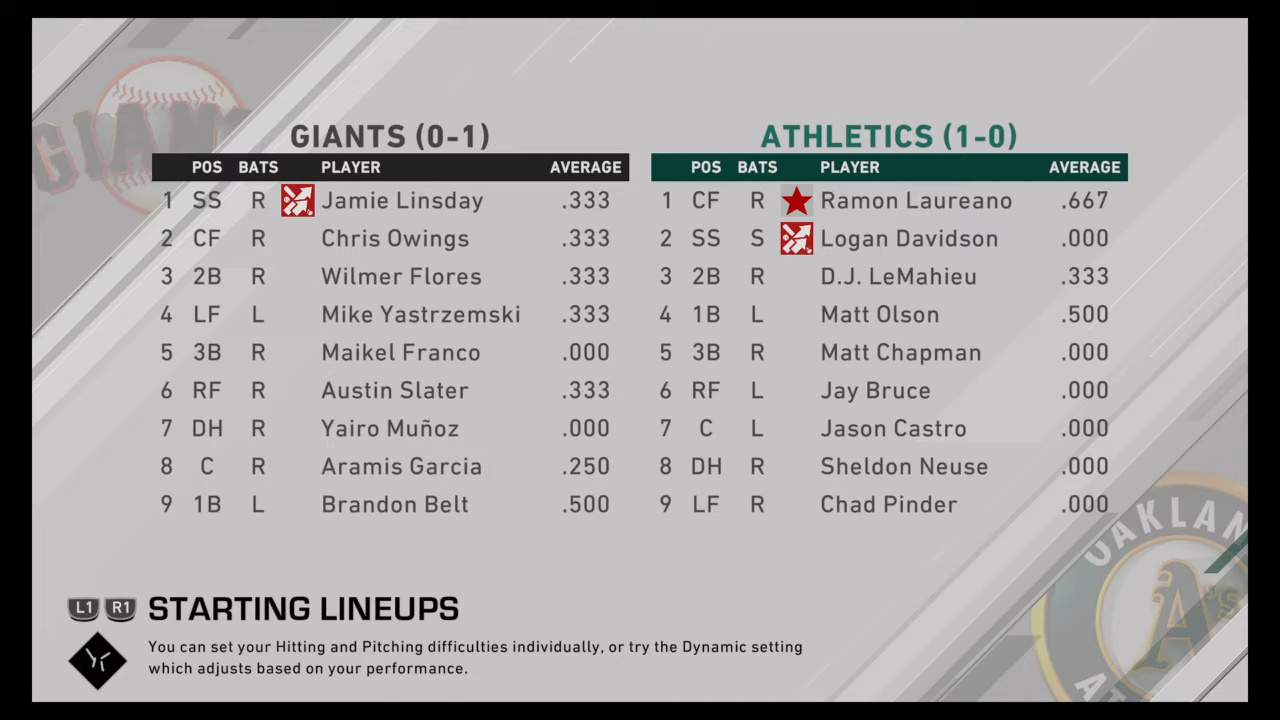 GIANTS
GIANTS (0-1)
POS BATS PLAYER AVERAGE
1 SS R Jamie Linsday .333
2 CF R Chris Owings .333
3 2B R Wilmer Flores .333
4 LF L Mike Yastrzemski .333
5 3B R Maikel Franco .000
6 RF R Austin Slater .333
7 DH R Yairo Muñoz .000
8 C R Aramis Garcia .250
9 1B L Brandon Belt .500
ATHLETICS (1-0)
POS BATS PLAYER AVERAGE
1 CF R Ramon Laureano .667
2 SS S Logan Davidson .000
3 2B R D.J. LeMahieu .333
4 1B L Matt Olson .500
5 3B R Matt Chapman .000
6 RF L Jay Bruce .000
7 C L Jason Castro .000
8 DH R Sheldon Neuse .000
9 LF R Chad Pinder .000
OAKLAN
A's
AT
L1 R1 STARTING LINEUPS
You can set your Hitting and Pitching difficulties individually, or try the Dynamic setting
which adjusts based on your performance.